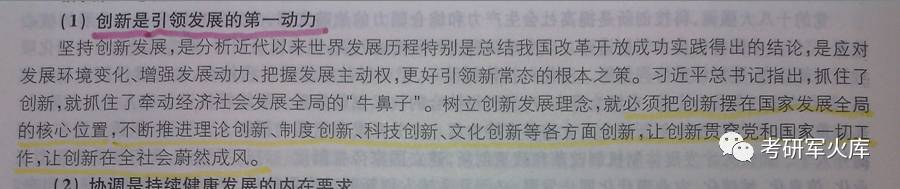 (1) 创新是引领发展的第一动力
坚持创新发展,是分析近代以来世界发展历程特别是总结我国改革开放成功实践得出的结论,是应对
发展环境变化、增强发展动力、把握发展主动权,更好引领新常态的根本之策。习近平总书记指出,抓住了
创新,就抓住了牵动经济社会发展全局的“牛鼻子”。树立创新发展理念,就必须把创新摆在国家发展全局
的核心位置,不断推进理论创新、制度创新、科技创新、文化创新等各方面创新,让创新贯穿党和国家一切工
作,让创新在全社会蔚然成风。
考研军火库
(2) 协调是持续健康发展的内在要求